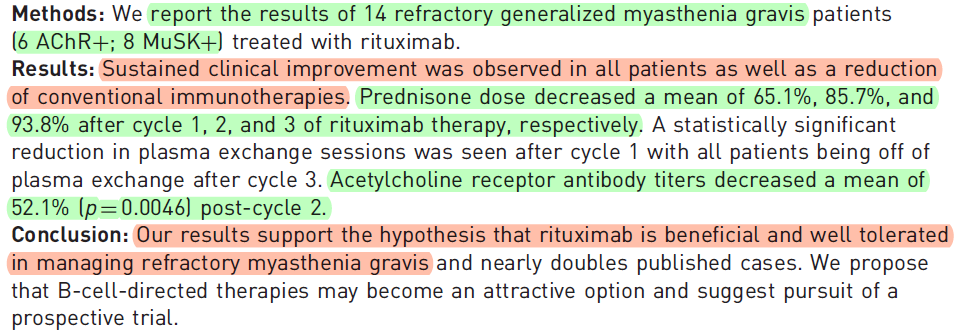 Methods: We report the results of 14 refractory generalized myasthenia gravis patients
(6 AChR+; 8 MuSK+) treated with rituximab.
Results: Sustained clinical improvement was observed in all patients as well as a reduction
of conventional immunotherapies. Prednisone dose decreased a mean of 65.1%, 85.7%, and
93.8% after cycle 1, 2, and 3 of rituximab therapy, respectively. A statistically significant
reduction in plasma exchange sessions was seen after cycle 1 with all patients being off of
plasma exchange after cycle 3. Acetylcholine receptor antibody titers decreased a mean of
52.1% (p=0.0046) post-cycle 2.
Conclusion: Our results support the hypothesis that rituximab is beneficial and well tolerated
in managing refractory myasthenia gravis and nearly doubles published cases. We propose
that B-cell-directed therapies may become an attractive option and suggest pursuit of a
prospective trial.